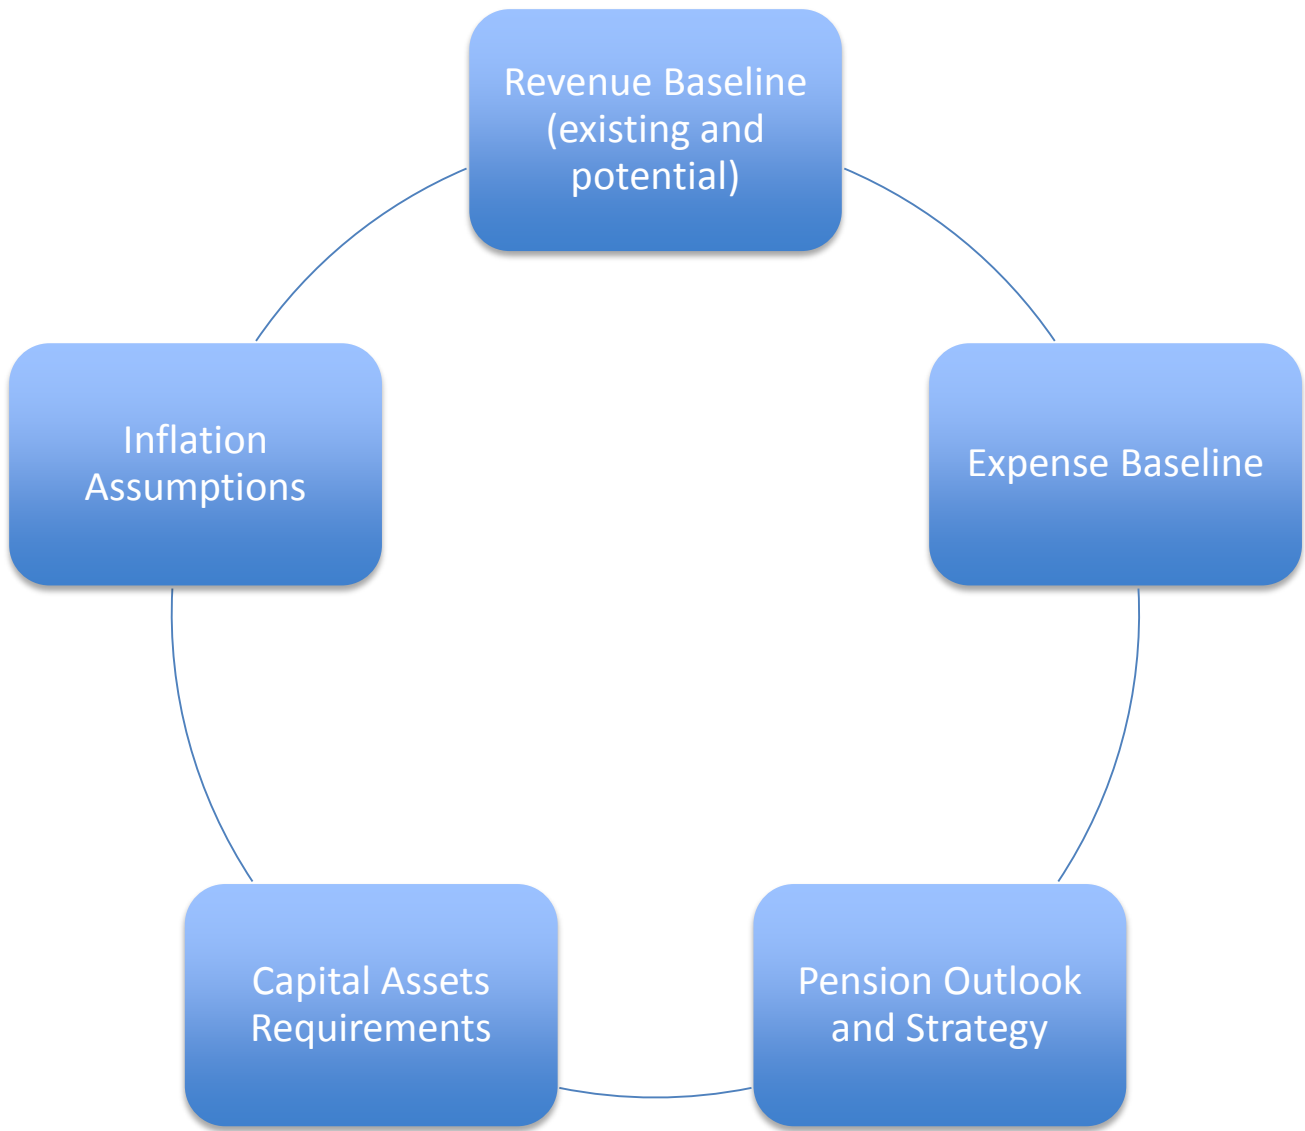 Revenue Baseline
(existing and
potential)
Expense Baseline
Pension Outlook
and Strategy
Capital Assets
Requirements
Inflation
Assumptions